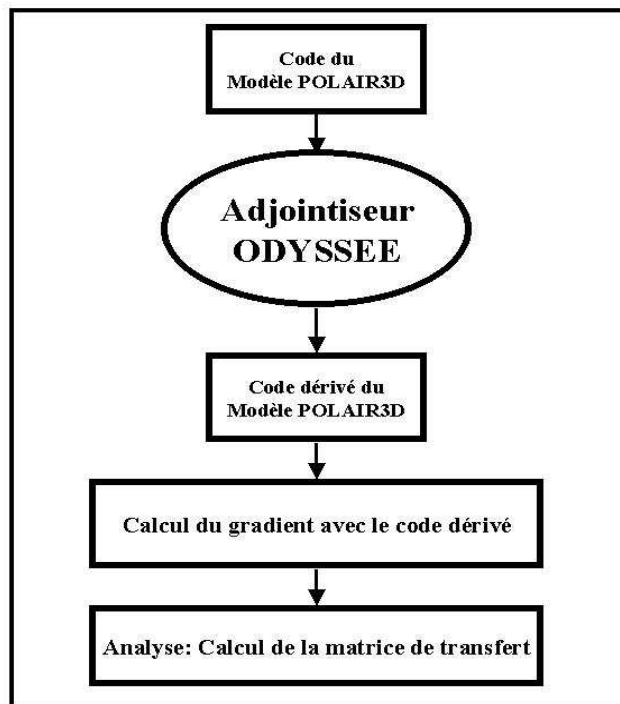 Code du
Modèle POLAIR3D
Adjointiseur
ODYSSEE
Code dérivé du
Modèle POLAIR3D
Calcul du gradient avec le code dérivé
Analyse: Calcul de la matrice de transfert